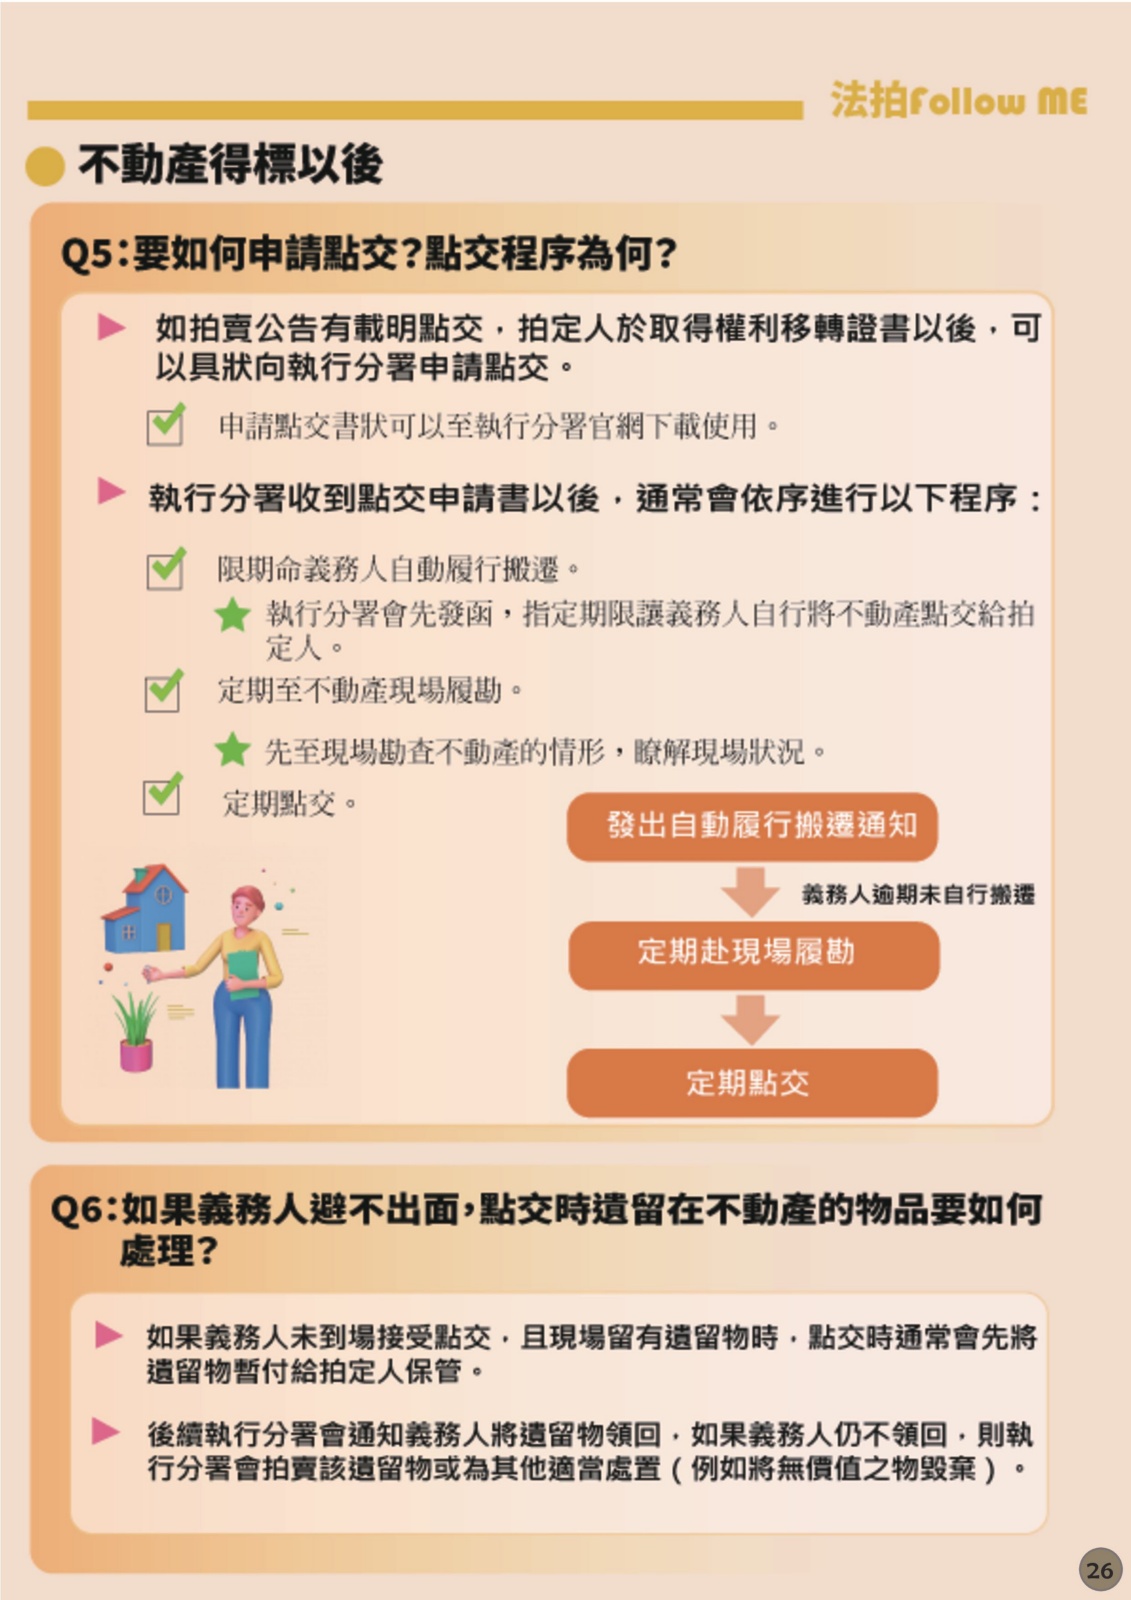 法拍Follow ME
不動產得標以後
Q5：要如何申請點交？點交程序為何？
如拍賣公告有載明點交，拍定人於取得權利移轉證書以後，可
以具狀向執行分署申請點交。
申請點交書狀可以至執行分署官網下載使用。
執行分署收到點交申請書以後，通常會依序進行以下程序：
限期命義務人自動履行搬遷。
執行分署會先發函，指定期限讓義務人自行將不動產點交給拍
定人。
定期至不動產現場履勘。
先至現場勘查不動產的情形，瞭解現場狀況。
定期點交。
發出自動履行搬遷通知
義務人逾期未自行搬遷
定期赴現場履勘
定期點交
Q6：如果義務人避不出面，點交時遺留在不動產的物品要如何
處理？
如果義務人未到場接受點交，且現場留有遺留物時，點交時通常會先將
遺留物暫付給拍定人保管。
後續執行分署會通知義務人將遺留物領回，如果義務人仍不領回，則執
行分署會拍賣該遺留物或為其他適當處置（例如將無價值之物毀棄）。
26